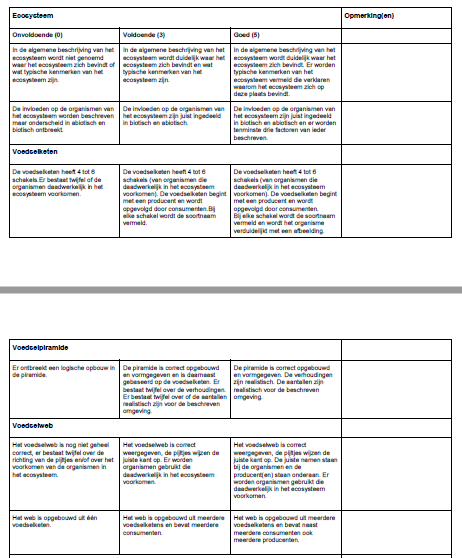 Ecosysteem
Opmerking(en)
Onvoldoende (0)
Voldoende (3)
Goed (5)
In de algemene beschrijving van het
ecosysteem wordt niet genoemd
waar het ecosysteem zich bevindt of
wat typische kenmerken van het
ecosysteem zijn.
In de algemene beschrijving van het
ecosysteem wordt duidelijk waar het
ecosysteem zich bevindt en wat
typische kenmerken van het
ecosysteem zijn.
In de algemene beschrijving van het
ecosysteem wordt duidelijk waar het
ecosysteem zich bevindt. Er worden
typische kenmerken van het
ecosysteem vermeld die verklaren
waarom het ecosysteem zich op
deze plaats bevindt.
De invloeden op de organismen van
het ecosysteem worden beschreven
maar onderscheid in abiotisch en
biotisch ontbreekt.
De invloeden op de organismen van
het ecosysteem zijn juist ingedeeld
in biotisch en abiotisch.
De invloeden op de organismen van
het ecosysteem zijn juist ingedeeld
in biotisch en abiotisch en er worden
tenminste drie factoren van ieder
beschreven.
Voedselketen
De voedselketen heeft 4 tot 6
schakels.Er bestaat twijfel of de
organismen daadwerkelijk in het
ecosysteem voorkomen.
De voedselketen heeft 4 tot 6
schakels (van organismen die
daadwerkelijk in het ecosysteem
voorkomen). De voedselketen begint
met een producent en wordt
opgevolgd door consumenten.Bij
elke schakel wordt de soortnaam
vermeld.
De voedselketen heeft 4 tot 6
schakels (van organismen die
daadwerkelijk in het ecosysteem
voorkomen). De voedselketen begint
met een producent en wordt
opgevolgd door consumenten.
Bij elke schakel wordt de soortnaam
vermeld en wordt het organisme
verduidelijkt met een afbeelding.
Voedselpiramide
Er ontbreekt een logische opbouw in
de piramide.
De piramide is correct opgebouwd
en vormgegeven en is daarnaast
gebaseerd op de voedselketen. Er
bestaat twijfel over de verhoudingen.
Er bestaat twijfel over of de aantallen
realistisch zijn voor de beschreven
omgeving.
De piramide is correct opgebouwd
en vormgegeven. De verhoudingen
zijn realistisch. De aantallen zijn
realistisch voor de beschreven
omgeving.
Voedselweb
Het voedselweb is nog niet geheel
correct, er bestaat twijfel over de
richting van de pijltjes en/of over het
voorkomen van de organismen in
het ecosysteem.
Het voedselweb is correct
weergegeven, de pijltjes wijzen de
juiste kant op. Er worden
organismen gebruikt die
daadwerkelijk in het ecosysteem
voorkomen.
Het voedselweb is correct
weergegeven, de pijltjes wijzen de
juiste kant op. De juiste namen staan
bij de organismen en de
producent(en) staan onderaan. Er
worden organismen gebruikt die
daadwerkelijk in het ecosysteem
voorkomen.
Het web is opgebouwd uit één
voedselketen.
Het web is opgebouwd uit meerdere
voedselketens en bevat meerdere
consumenten.
Het web is opgebouwd uit meerdere
voedselketens en bevat naast
meerdere consumenten ook
meerdere producenten.